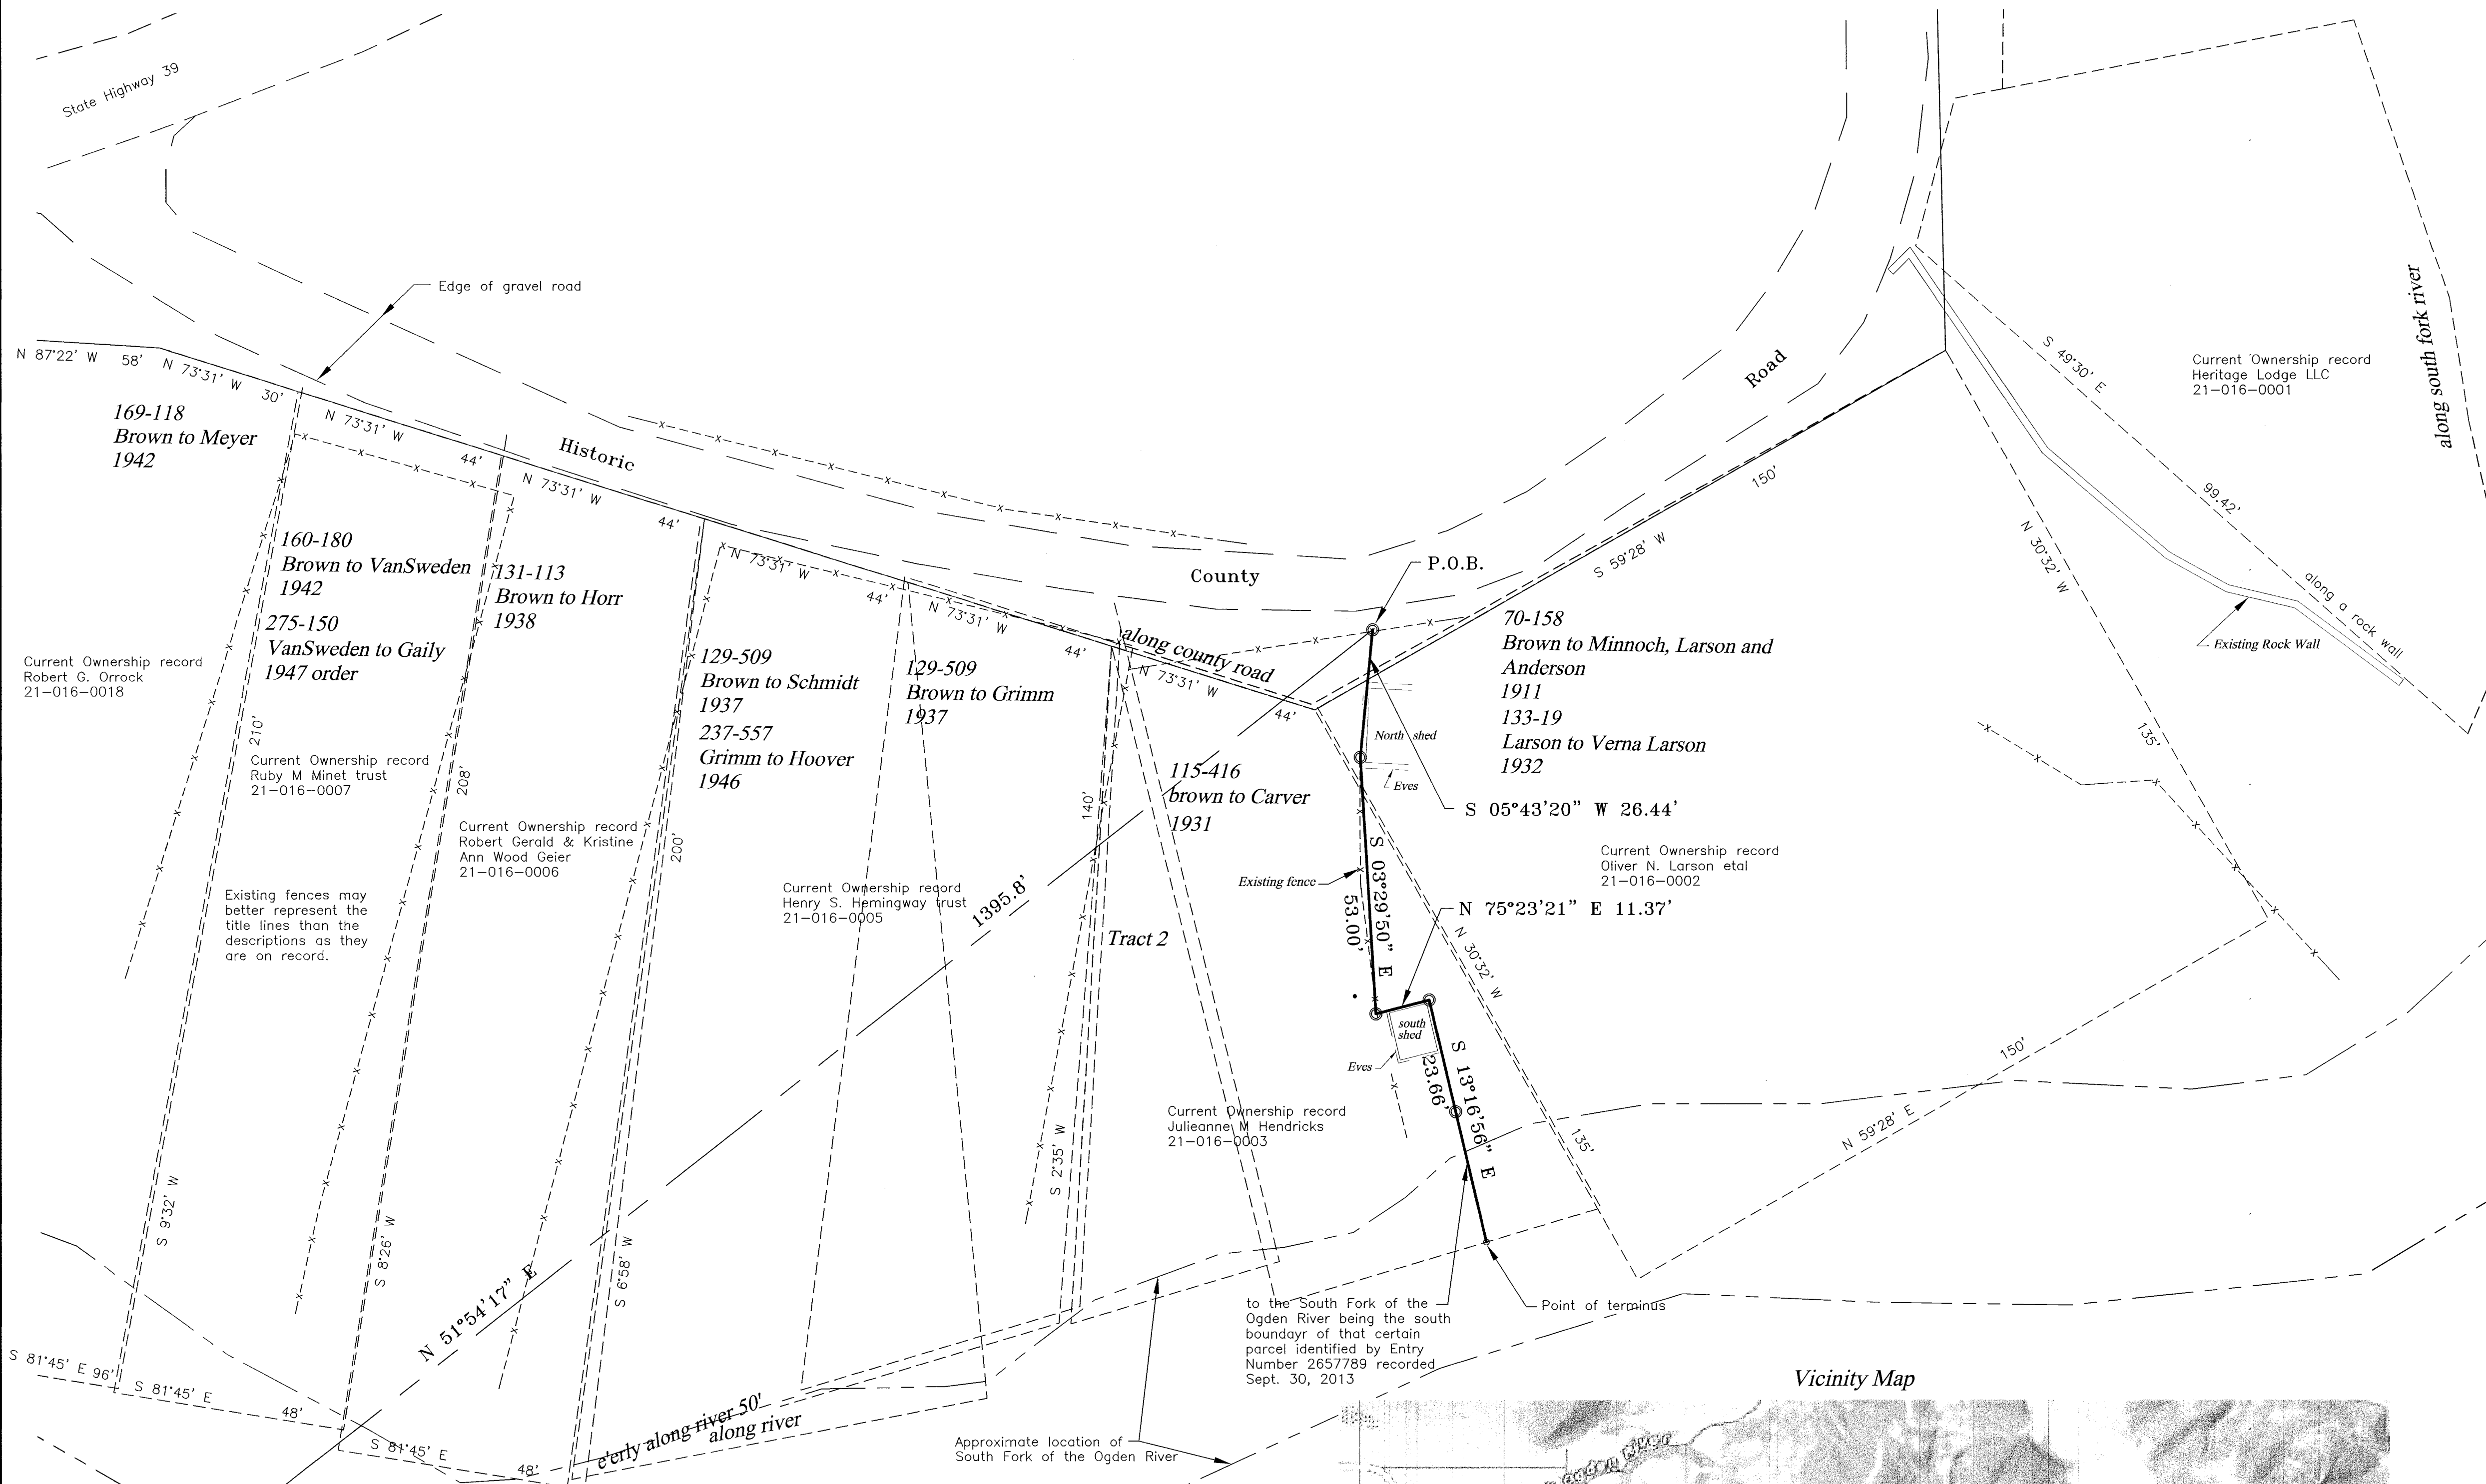 State Highway 39
Edge of gravel road
N 87°22' W 58'
N 73°31' W 30'
N 73°31' W
44'
N 73°31' W
44'
N 73°31' W
44'
N 73°31' W
44'
N 73°31' W
44'
Historic
County
Road
along county road
P.O.B.
S 59°28' W
150'
169-118
Brown to Meyer
1942
160-180
Brown to VanSweden
1942
275-150
VanSweden to Gaily
1947 order
131-113
Brown to Horr
1938
129-509
Brown to Schmidt
1937
237-557
Grimm to Hoover
1946
129-509
Brown to Grimm
1937
115-416
brown to Carver
1931
70-158
Brown to Minnoch, Larson and
Anderson
1911
133-19
Larson to Verna Larson
1932
Current Ownership record
Heritage Lodge LLC
21-016-0001
along south fork river
S 49°30' E
99.42'
along a rock wall
Existing Rock Wall
N 30°32' W
135'
Current Ownership record
Robert G. Orrock
21-016-0018
210'
Current Ownership record
Ruby M Minet trust
21-016-0007
208'
Current Ownership record
Robert Gerald & Kristine
Ann Wood Geier
21-016-0006
200'
Existing fences may
better represent the
title lines than the
descriptions as they
are on record.
Current Ownership record
Henry S. Hemingway trust
21-016-0005
1395.8'
140'
Tract 2
North shed
Eves
S 05°43'20" W 26.44'
Existing fence
S 03°29'50" E
53.00'
N 75°23'21" E 11.37'
Current Ownership record
Oliver N. Larson etal
21-016-0002
south
shed
Eves
S 13°16'56" E
23.66'
N 30°32' W
135'
150'
N 59°28' E
Current Ownership record
Julieanne M Hendricks
21-016-0003
S 9°32' W
S 8°26' W
S 6°58' W
S 2°35' W
N 51°54'17" E
S 81°45' E 96'
S 81°45' E
48'
S 81°45' E
48'
e'erly along river 50'
along river
Approximate location of
South Fork of the Ogden River
to the South Fork of the
Ogden River being the south
boundayr of that certain
parcel identified by Entry
Number 2657789 recorded
Sept. 30, 2013
Point of terminus
Vicinity Map
ogden river